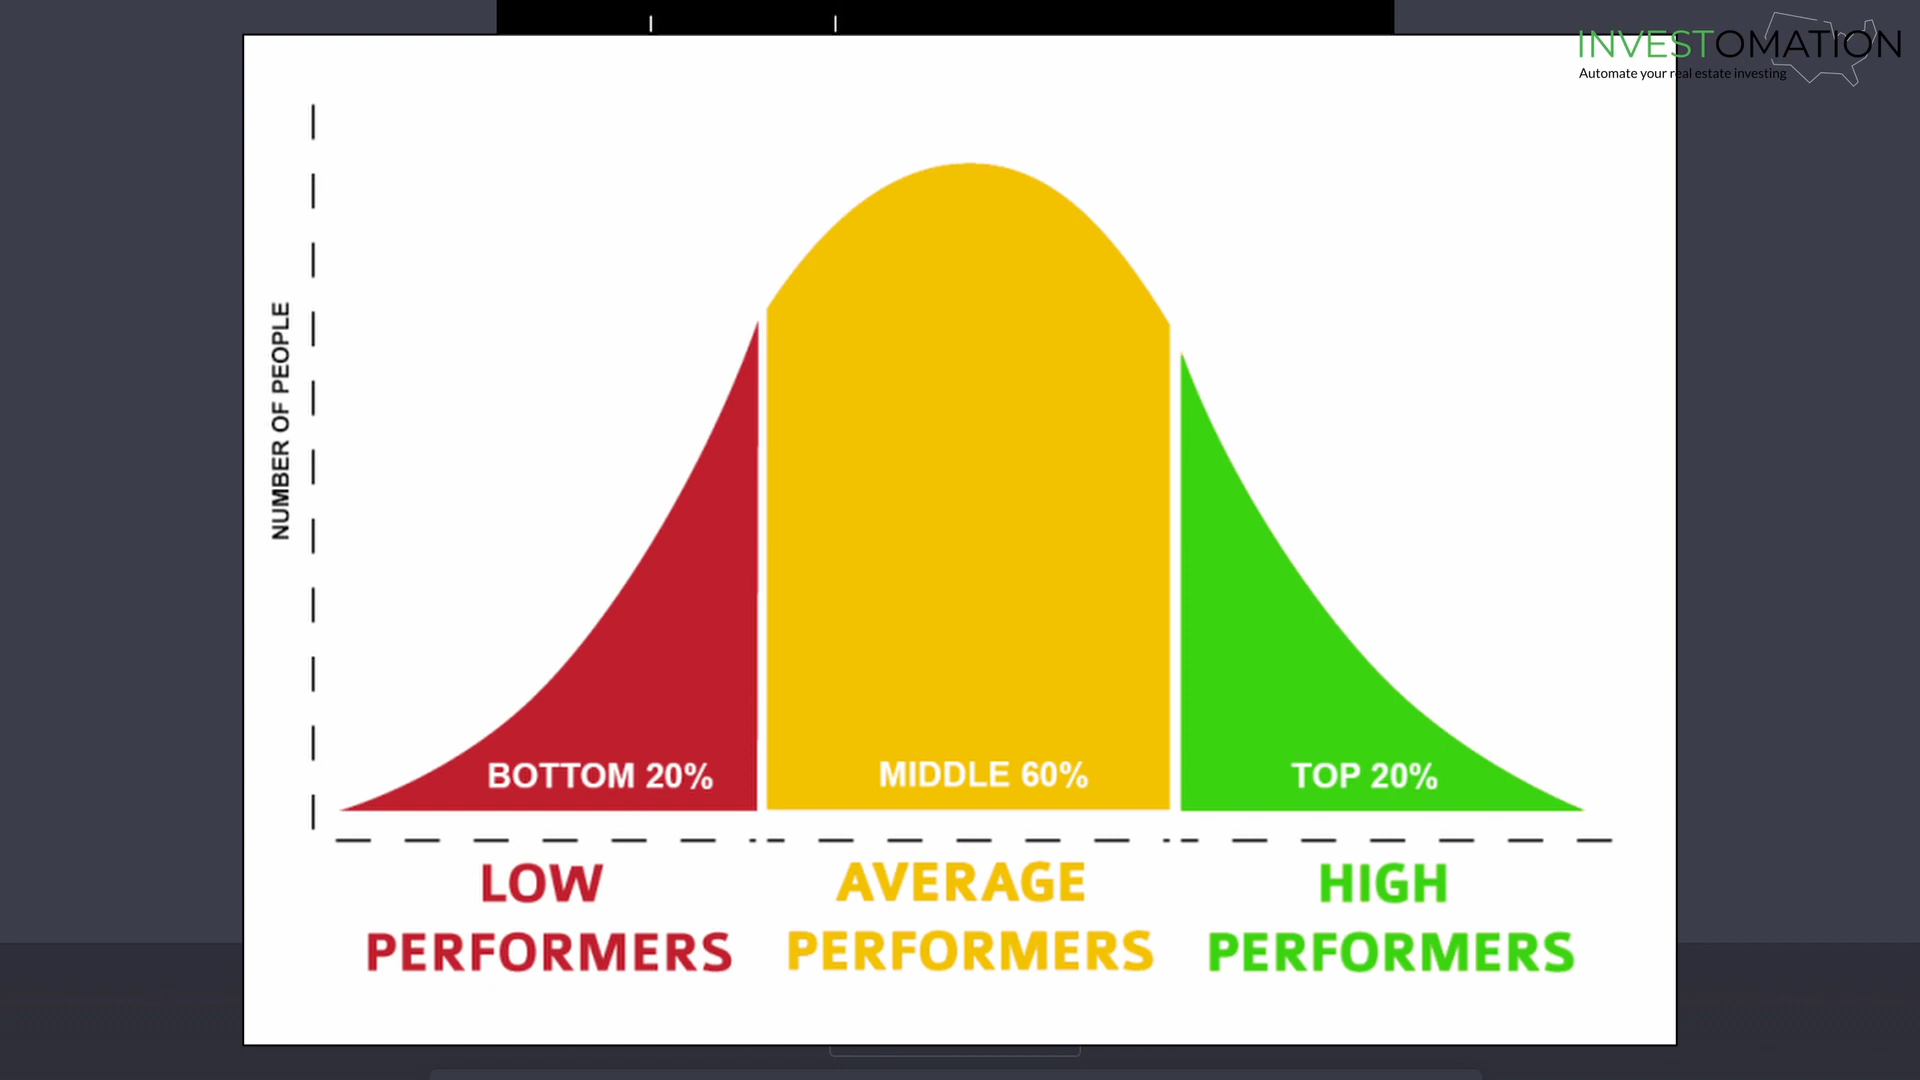 INVESTOMATION
Automate your real estate investing
NUMBER OF PEOPLE
BOTTOM 20%
MIDDLE 60%
TOP 20%
LOW
PERFORMERS
AVERAGE
PERFORMERS
HIGH
PERFORMERS